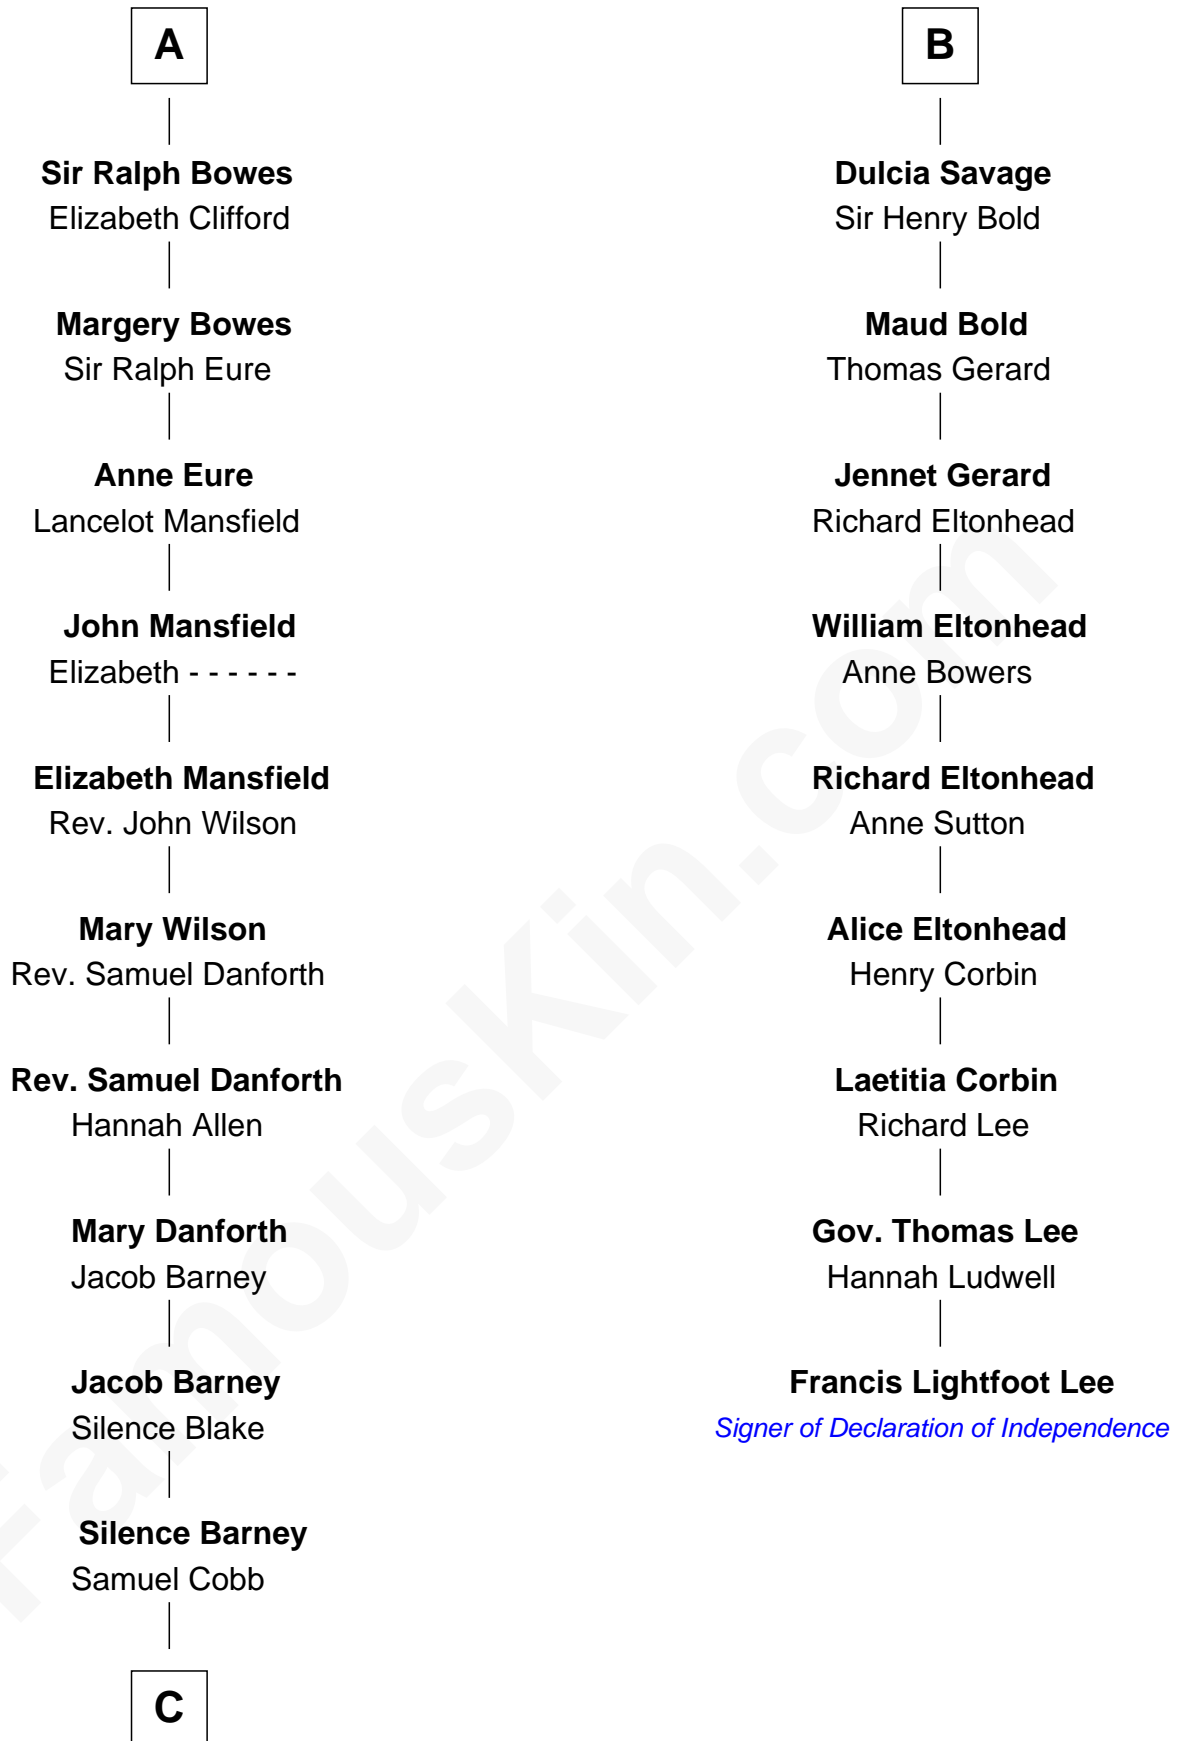 A
Sir Ralph Bowes
Elizabeth Clifford
Margery Bowes
Sir Ralph Eure
Anne Eure
Lancelot Mansfield
John Mansfield
Elizabeth - - - - - -
Elizabeth Mansfield
Rev. John Wilson
Mary Wilson
Rev. Samuel Danforth
Rev. Samuel Danforth
Hannah Allen
Mary Danforth
Jacob Barney
Jacob Barney
Silence Blake
Silence Barney
Samuel Cobb
C
B
Dulcia Savage
Sir Henry Bold
Maud Bold
Thomas Gerard
Jennet Gerard
Richard Eltonhead
William Eltonhead
Anne Bowers
Richard Eltonhead
Anne Sutton
Alice Eltonhead
Henry Corbin
Laetitia Corbin
Richard Lee
Gov. Thomas Lee
Hannah Ludwell
Francis Lightfoot Lee
Signer of Declaration of Independence
FamousKin.com